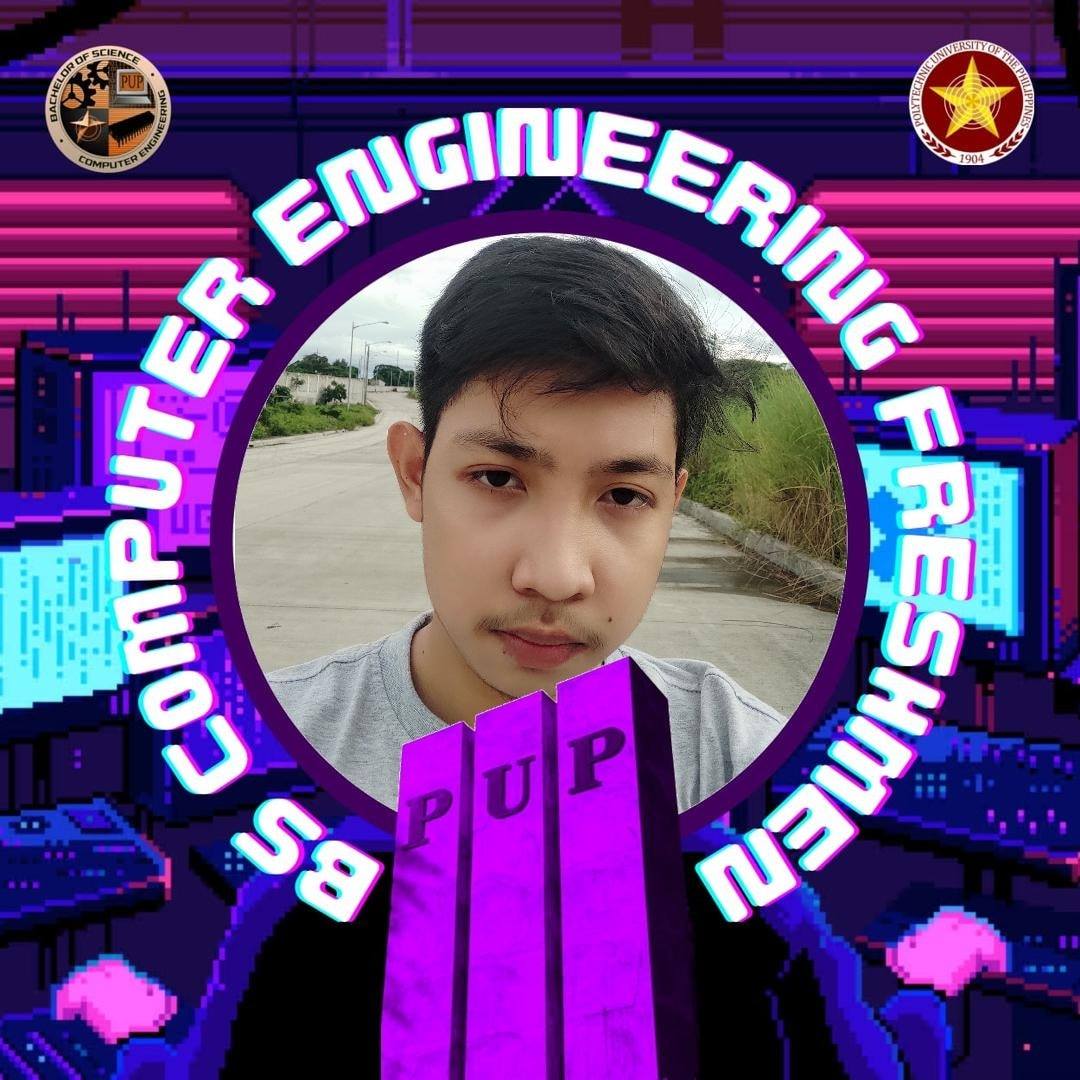 BACHELOR OF SCIENCE
PUP
COMPUTER ENGINEERING
POLYTECHNIC UNIVERSITY OF THE PHILIPPINES
1904
BS COMPUTER ENGINEERING FRESHMEN
PUP